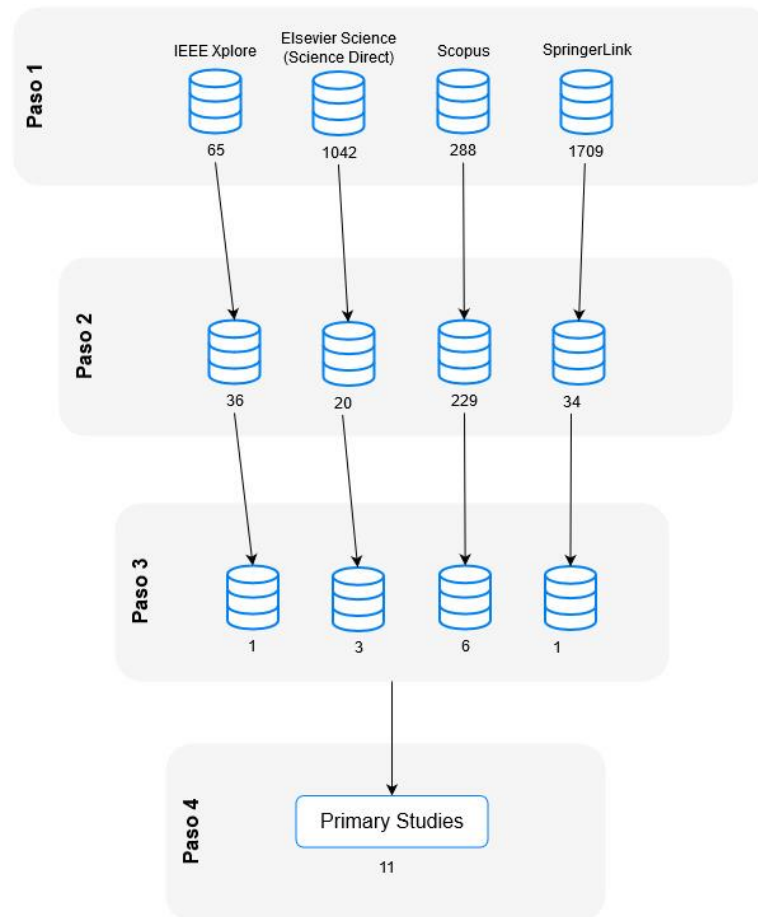 Paso 1
IEEE Xplore
Elsevier Science
(Science Direct)
Scopus
SpringerLink
65
1042
288
1709
Paso 2
36
20
229
34
Paso 3
1
3
6
1
Paso 4
Primary Studies
11